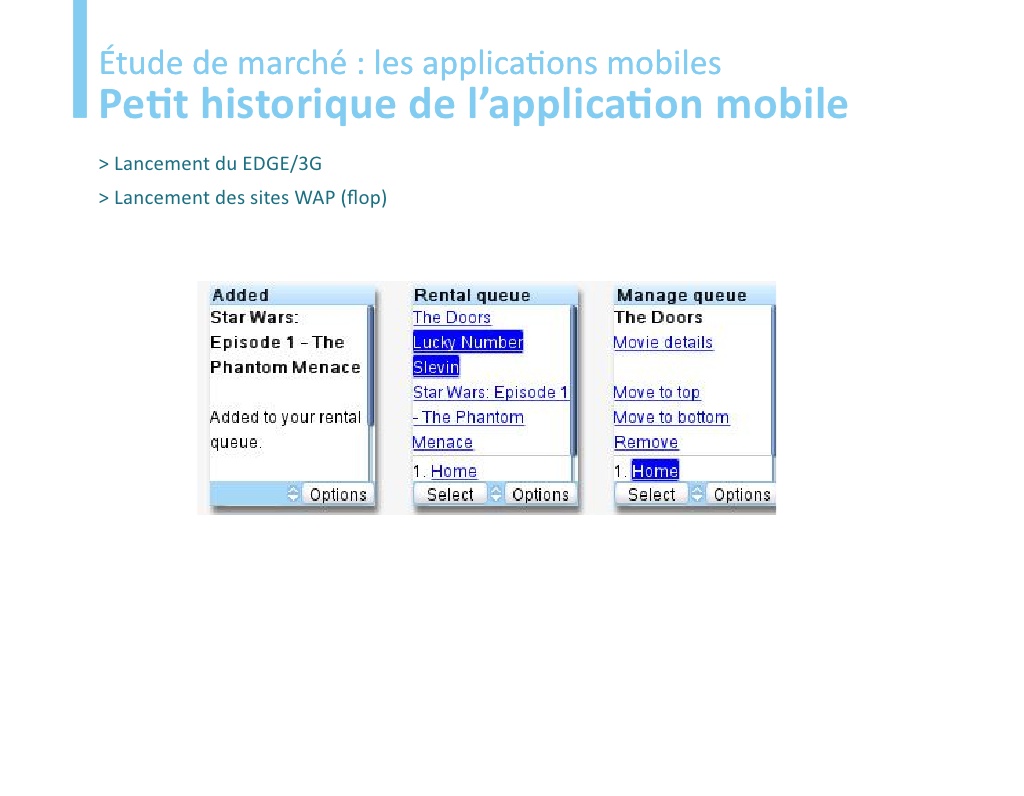 Étude de marché : les applications mobiles
Petit historique de l’application mobile
> Lancement du EDGE/3G
> Lancement des sites WAP (flop)
Added
Star Wars:
Episode 1 - The
Phantom Menace
Added to your rental
queue.
Options
Rental queue
The Doors
Lucky Number
Slevin
Star Wars: Episode 1
- The Phantom
Menace
1. Home
Select
Options
Manage queue
The Doors
Movie details
Move to top
Move to bottom
Remove
1. Home
Select
Options